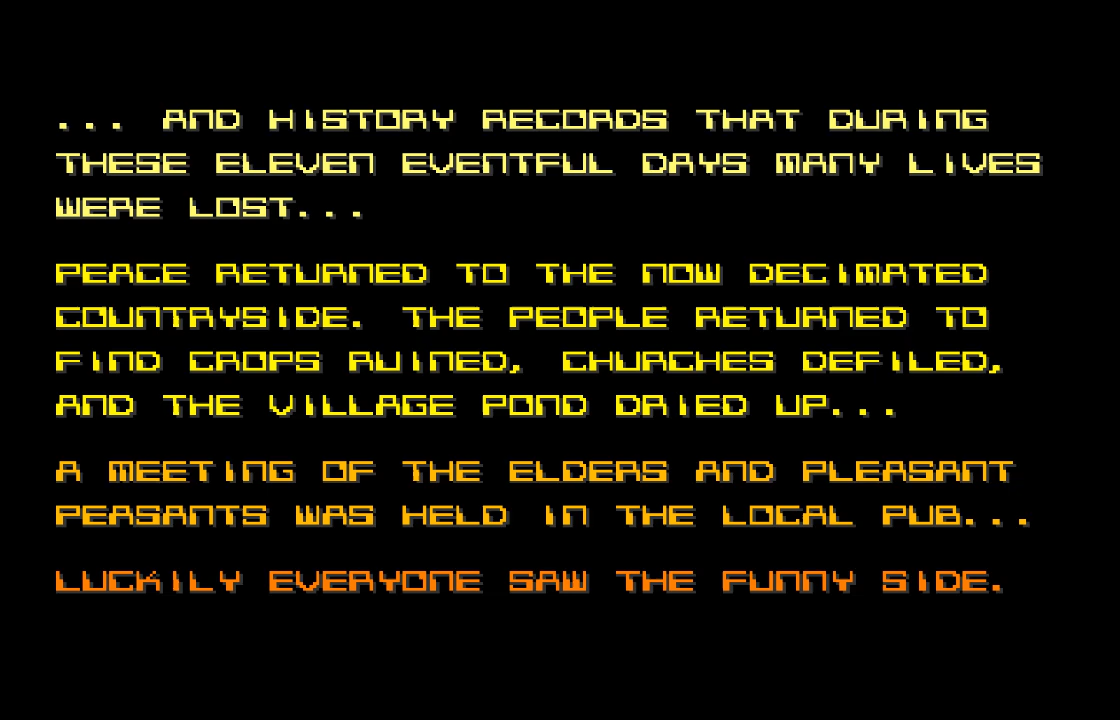 ... AND HISTORY RECORDS THAT DURING
THESE ELEVEN EVENTFUL DAYS MANY LIVES
WERE LOST...
PEACE RETURNED TO THE NOW DECIMATED
COUNTRYSIDE. THE PEOPLE RETURNED TO
FIND CROPS RUINED, CHURCHES DEFILED,
AND THE VILLAGE POND DRIED UP...
A MEETING OF THE ELDERS AND PLEASANT
PEASANTS WAS HELD IN THE LOCAL PUB...
LUCKILY EVERYONE SAW THE FUNNY SIDE.